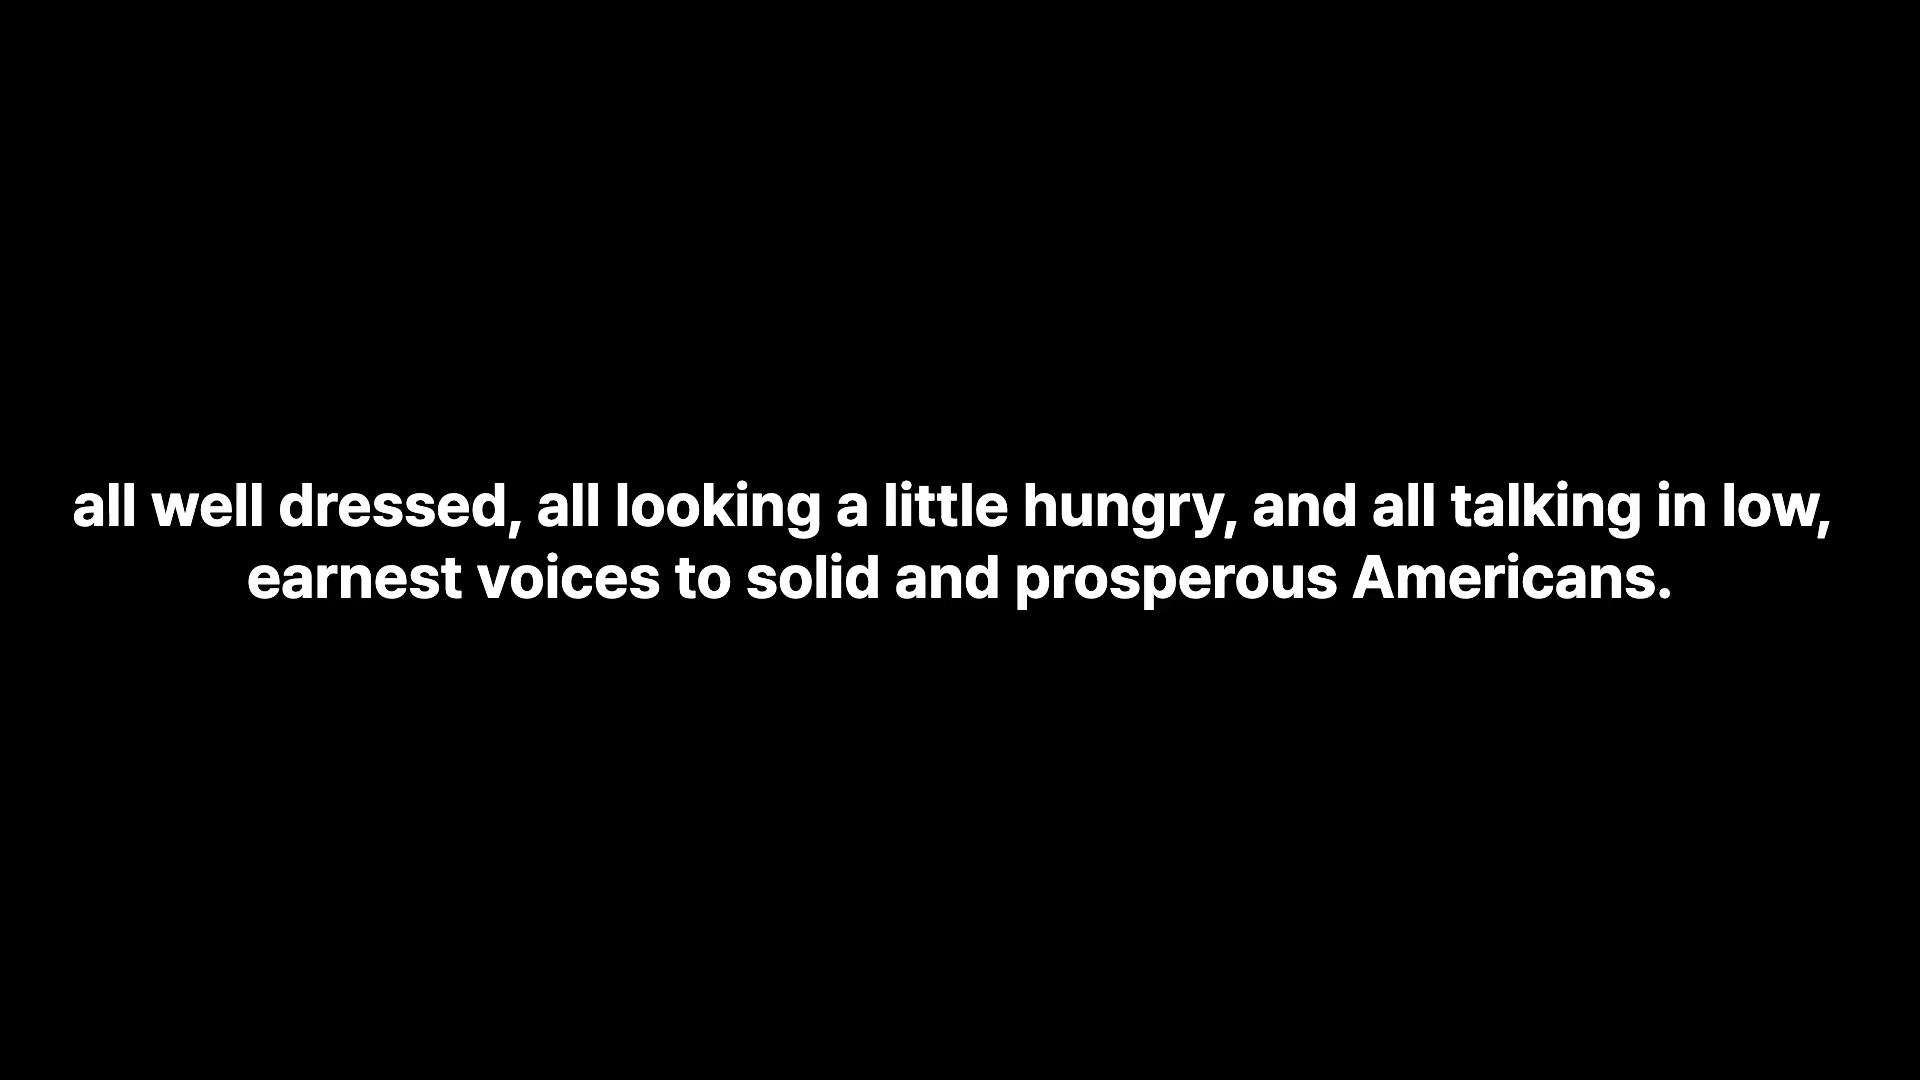 all well dressed, all looking a little hungry, and all talking in low,
earnest voices to solid and prosperous Americans.